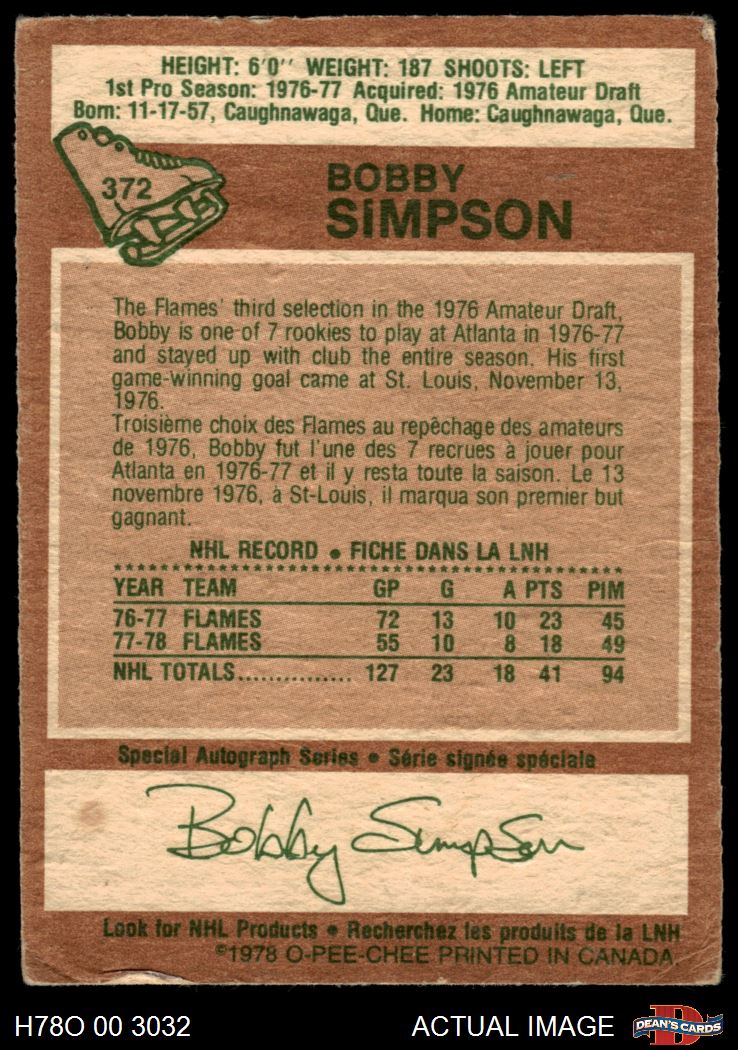 HEIGHT: 6'0'' WEIGHT: 187 SHOOTS: LEFT
1st Pro Season: 1976-77 Acquired: 1976 Amateur Draft
Born: 11-17-57, Caughnawaga, Que. Home: Caughnawaga, Que.
372
BOBBY
SIMPSON
The Flames' third selection in the 1976 Amateur Draft,
Bobby is one of 7 rookies to play at Atlanta in 1976-77
and stayed up with club the entire season. His first
game-winning goal came at St. Louis, November 13,
1976.
Troisième choix des Flames au repêchage des amateurs
de 1976, Bobby fut l'une des 7 recrues à jouer pour
Atlanta en 1976-77 et il y resta toute la saison. Le 13
novembre 1976, à St-Louis, il marqua son premier but
gagnant.
NHL RECORD • FICHE DANS LA LNH
YEAR TEAM GP G A PTS PIM
76-77 FLAMES 72 13 10 23 45
77-78 FLAMES 55 10 8 18 49
NHL TOTALS............... 127 23 18 41 94
Special Autograph Series • Série signée spéciale
Bobby Simpson
Look for NHL Products • Recherchez les produits de la LNH
©1978 O-PEE-CHEE PRINTED IN CANADA.
H78O 00 3032 ACTUAL IMAGE DEAN'S CARDS